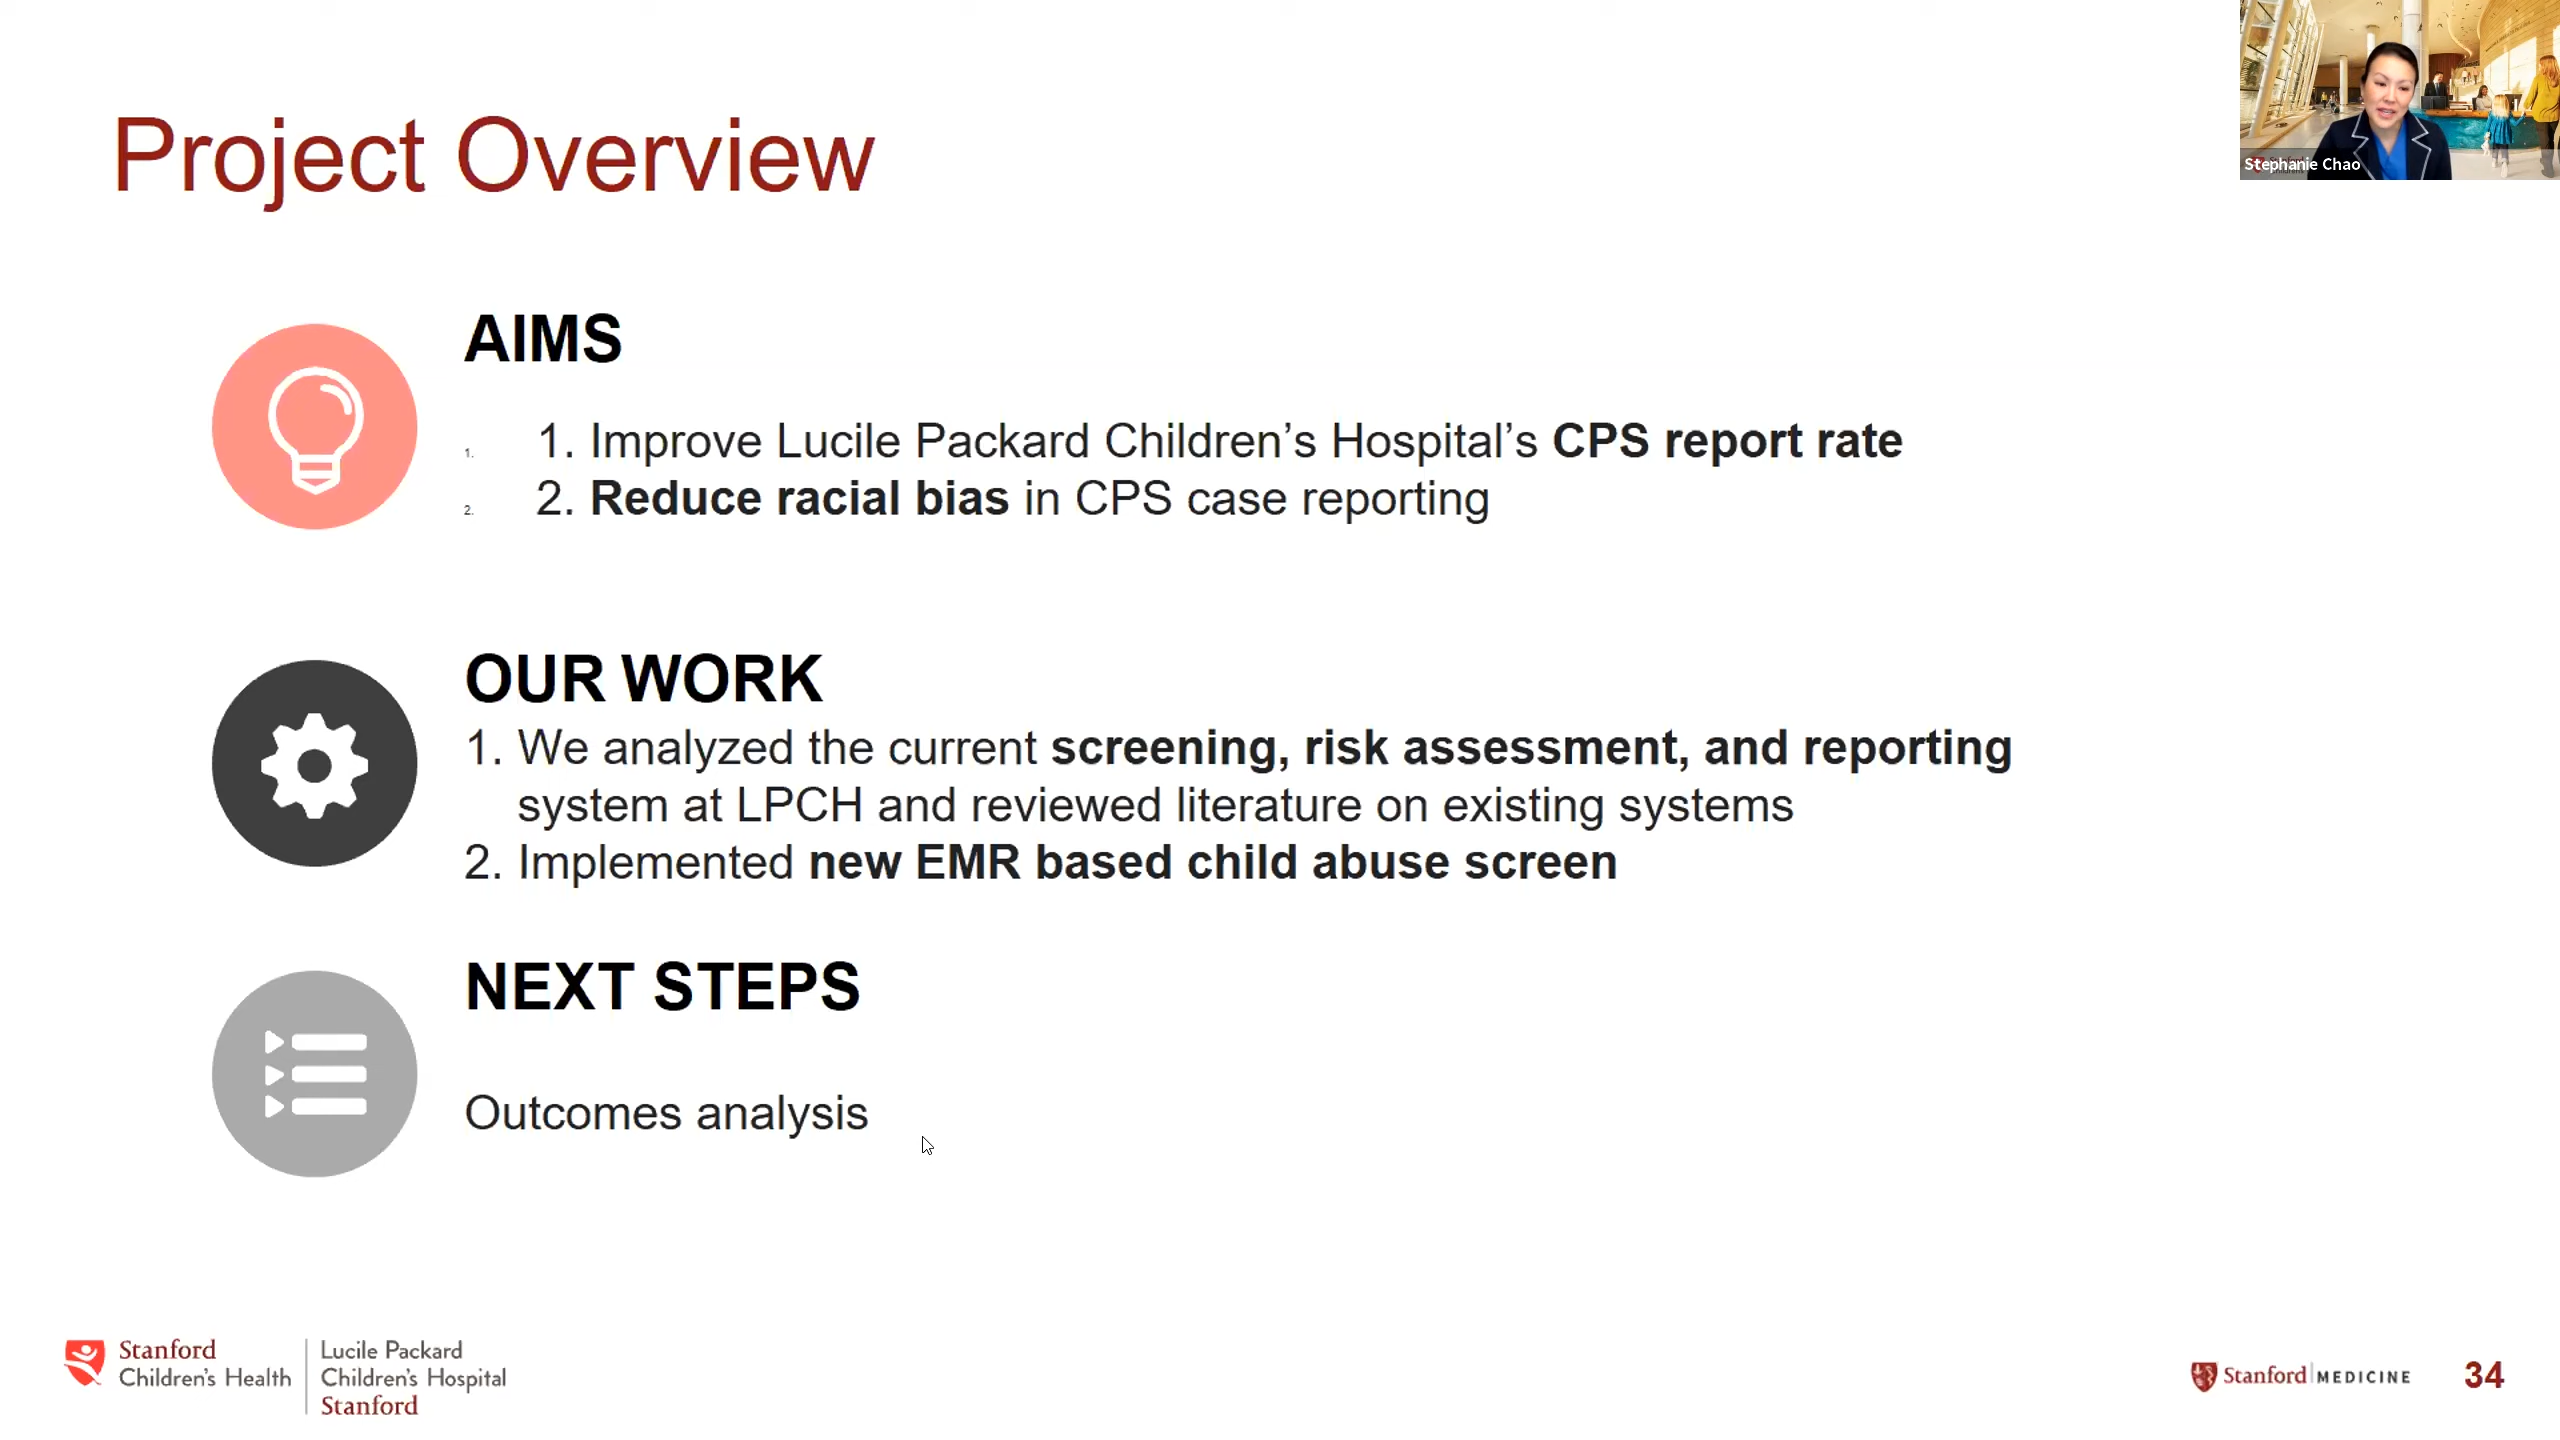 Project Overview
Stephanie Chao
AIMS
1. 1. Improve Lucile Packard Children’s Hospital’s CPS report rate
2. 2. Reduce racial bias in CPS case reporting
OUR WORK
1. We analyzed the current screening, risk assessment, and reporting
system at LPCH and reviewed literature on existing systems
2. Implemented new EMR based child abuse screen
NEXT STEPS
Outcomes analysis
Stanford
Children’s Health
Lucile Packard
Children’s Hospital
Stanford
Stanford MEDICINE
34